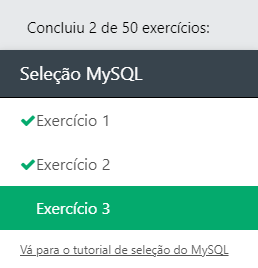 Concluiu 2 de 50 exercícios:
Seleção MySQL
Exercício 1
Exercício 2
Exercício 3
Vá para o tutorial de seleção do MySQL